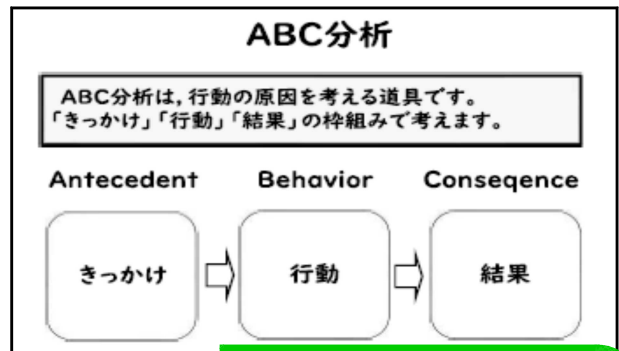 ABC分析
ABC分析は,行動の原因を考える道具です。
「きっかけ」「行動」「結果」の枠組みで考えます。
Antecedent Behavior Conseqence
きっかけ 行動 結果